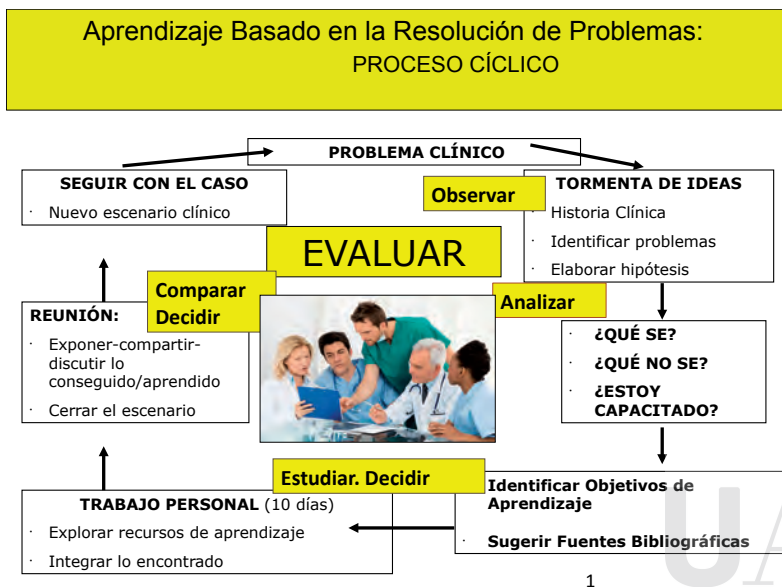 Aprendizaje Basado en la Resolución de Problemas:
PROCESO CÍCLICO
PROBLEMA CLÍNICO
SEGUIR CON EL CASO
· Nuevo escenario clínico
Observar
TORMENTA DE IDEAS
· Historia Clínica
· Identificar problemas
· Elaborar hipótesis
EVALUAR
Comparar
Decidir
Analizar
REUNIÓN:
· Exponer-compartir-
discutir lo
conseguido/aprendido
· Cerrar el escenario
· ¿QUÉ SE?
· ¿QUÉ NO SE?
· ¿ESTOY
CAPACITADO?
Estudiar. Decidir
Identificar Objetivos de
Aprendizaje
· Sugerir Fuentes Bibliográficas
TRABAJO PERSONAL (10 días)
· Explorar recursos de aprendizaje
· Integrar lo encontrado
UA
1